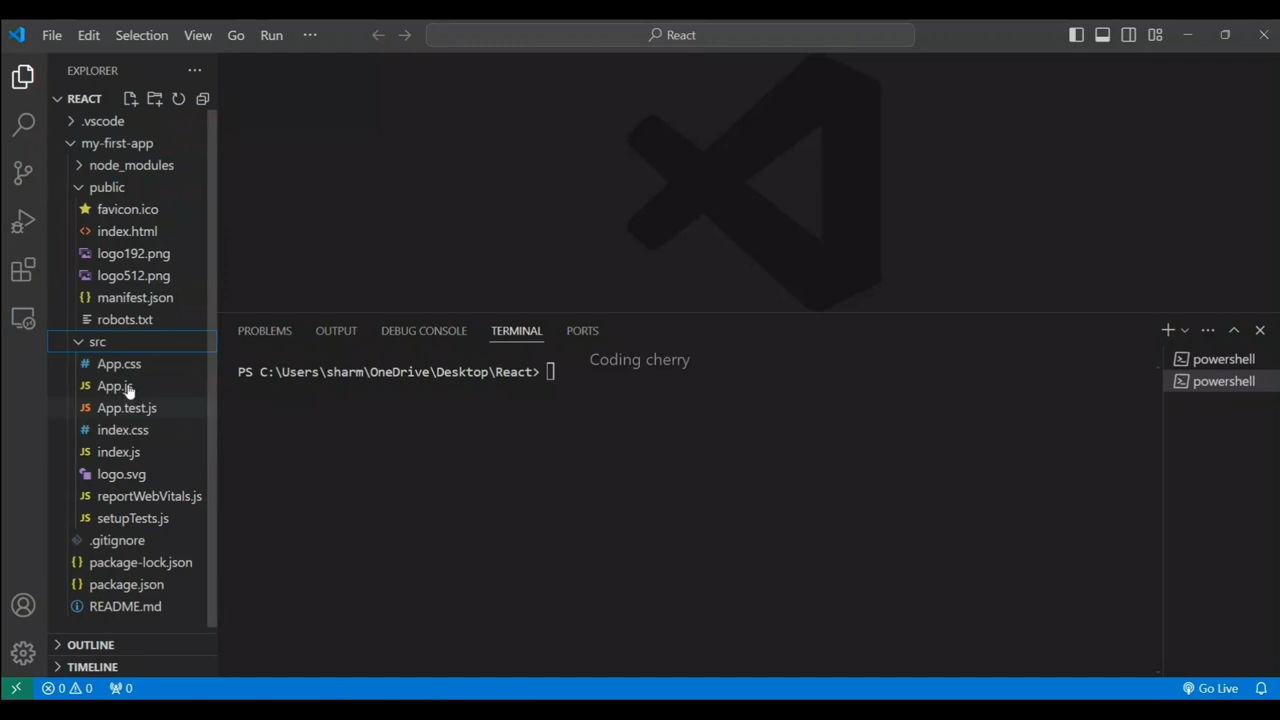 File Edit Selection View Go Run ··· React
EXPLORER ···
REACT
.vscode
my-first-app
node_modules
public
favicon.ico
index.html
logo192.png
logo512.png
manifest.json
robots.txt
src
App.css
App.js
App.test.js
index.css
index.js
logo.svg
reportWebVitals.js
setupTests.js
.gitignore
package-lock.json
package.json
README.md
OUTLINE
TIMELINE
PROBLEMS OUTPUT DEBUG CONSOLE TERMINAL PORTS
Coding cherry
PS C:\Users\sharm\OneDrive\Desktop\React>
powershell
powershell
0 0 0 Go Live